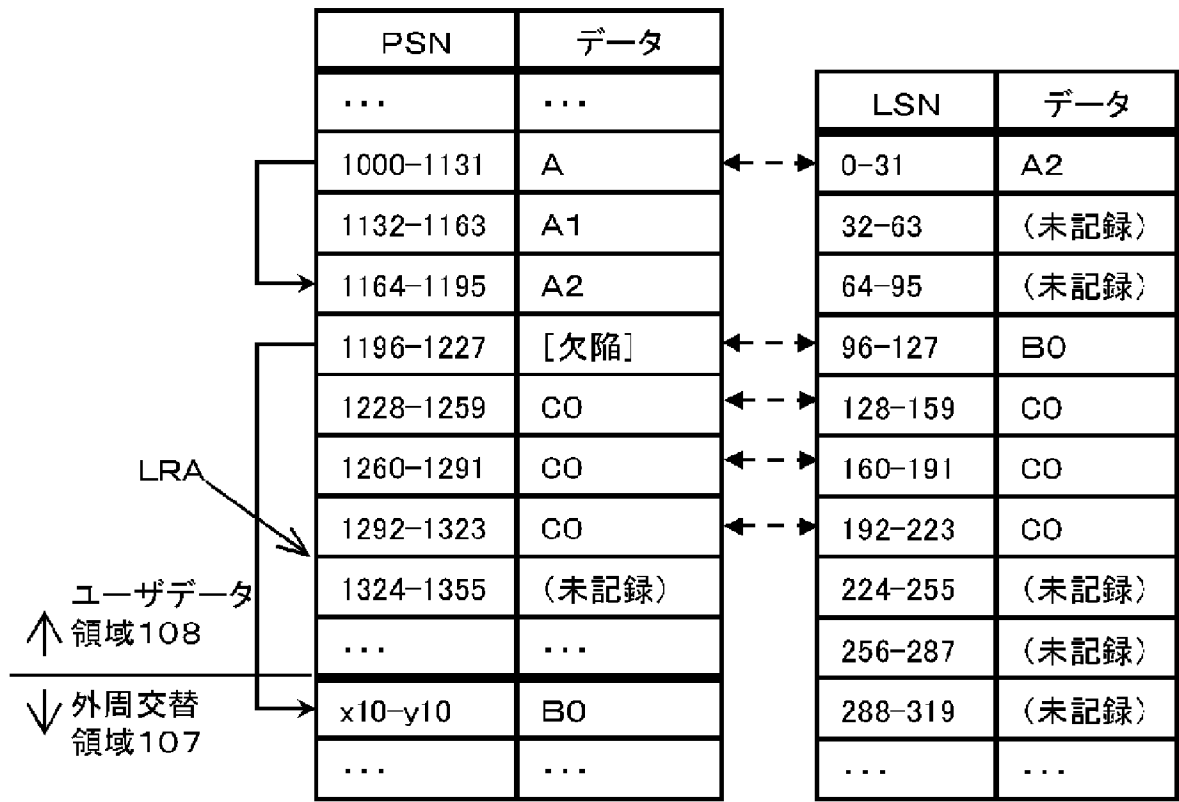 PSN データ
・・・ ・・・
1000-1131 A
1132-1163 A1
1164-1195 A2
1196-1227 [欠陥]
1228-1259 C0
1260-1291 C0
1292-1323 C0
1324-1355 (未記録)
・・・ ・・・
x10-y10 B0
・・・ ・・・
LSN データ
0-31 A2
32-63 (未記録)
64-95 (未記録)
96-127 B0
128-159 C0
160-191 C0
192-223 C0
224-255 (未記録)
256-287 (未記録)
288-319 (未記録)
・・・ ・・・
LRA
ユーザデータ
領域108
外周交替
領域107